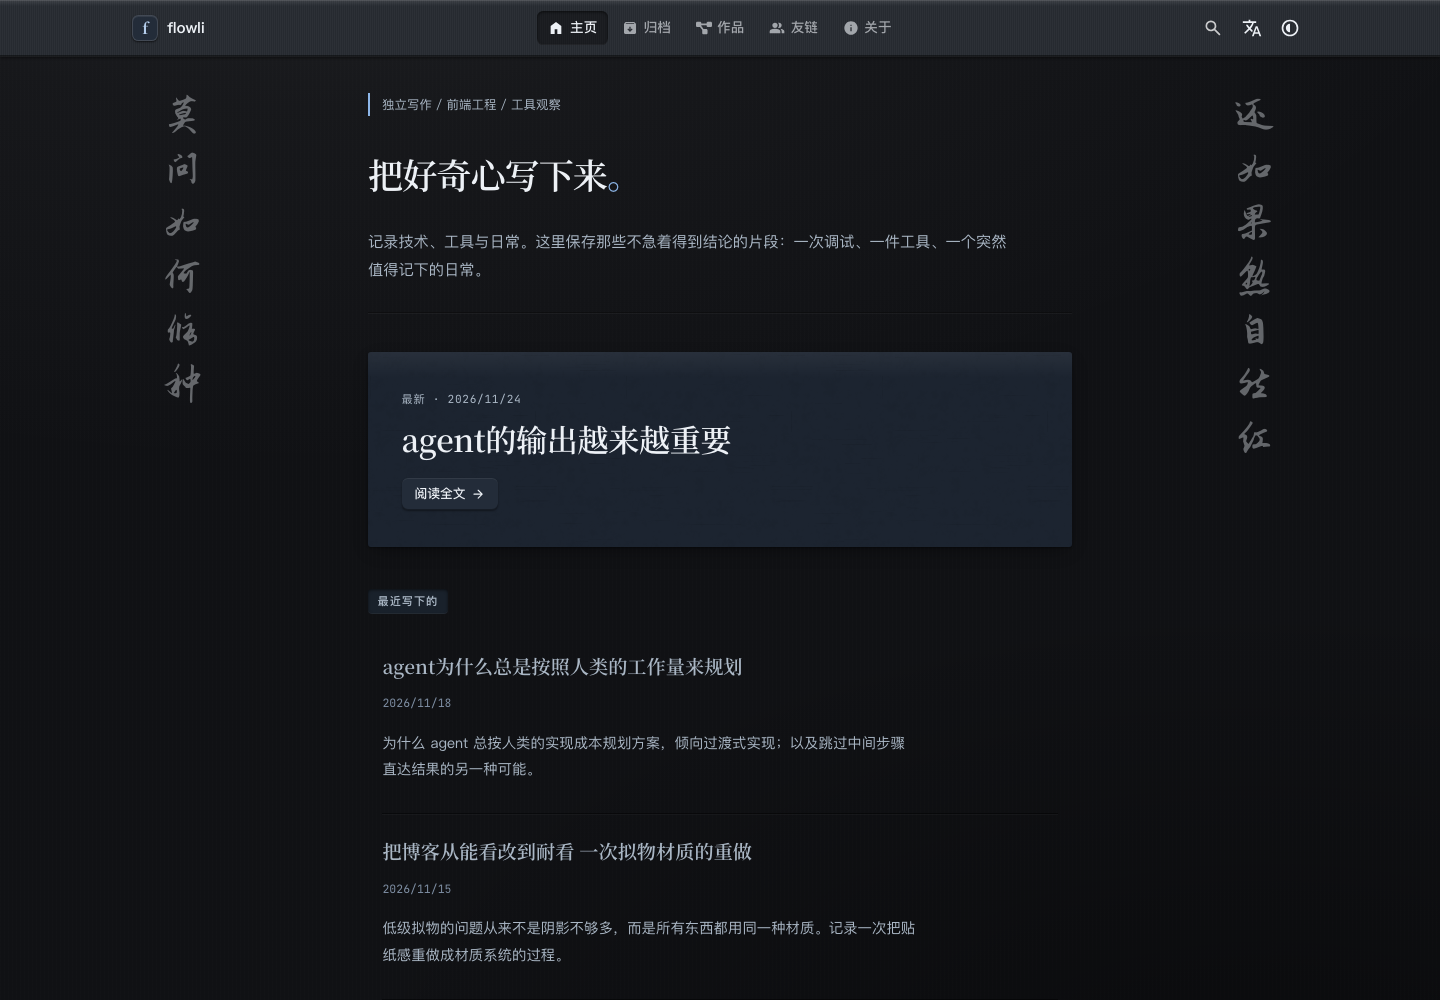 f flowli
主页 归档 作品 友链 关于
莫问如何修种
还如果熟自然红
独立写作 / 前端工程 / 工具观察
把好奇心写下来。
记录技术、工具与日常。这里保存那些不急着得到结论的片段：一次调试、一件工具、一个突然
值得记下的日常。
最新 · 2026/11/24
agent的输出越来越重要
阅读全文 →
最近写下的
agent为什么总是按照人类的工作量来规划
2026/11/18
为什么 agent 总按人类的实现成本规划方案，倾向过渡式实现；以及跳过中间步骤
直达结果的另一种可能。
把博客从能看改到耐看 一次拟物材质的重做
2026/11/15
低级拟物的问题从来不是阴影不够多，而是所有东西都用同一种材质。记录一次把贴
纸感重做成材质系统的过程。